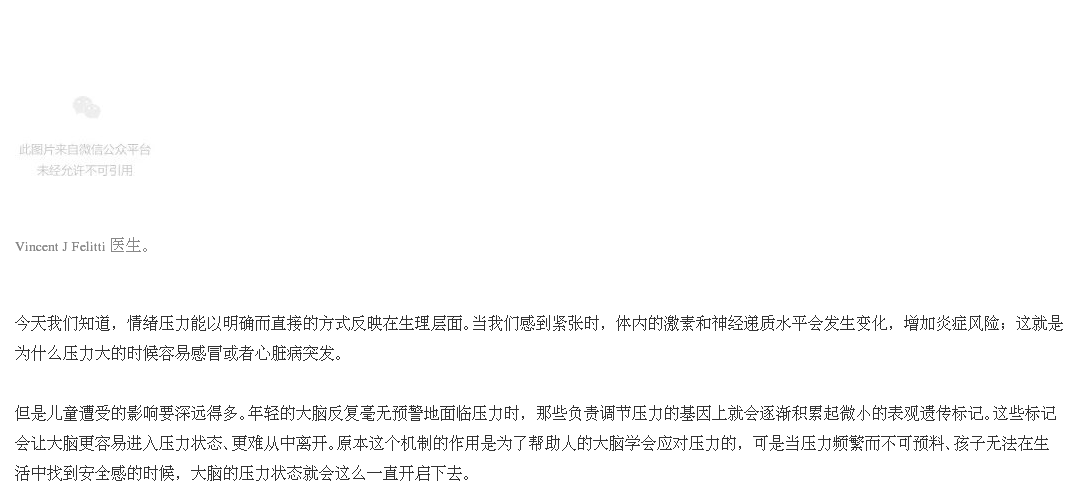 此图片来自微信公众平台
未经允许不可引用
Vincent J Felitti 医生。
今天我们知道，情绪压力能以明确而直接的方式反映在生理层面。当我们感到紧张时，体内的激素和神经递质水平会发生变化，增加炎症风险；这就是
为什么压力大的时候容易感冒或者心脏病突发。
但是儿童遭受的影响要深远得多。年轻的大脑反复毫无预警地面临压力时，那些负责调节压力的基因上就会逐渐积累起微小的表观遗传标记。这些标记
会让大脑更容易进入压力状态、更难从中离开。原本这个机制的作用是为了帮助人的大脑学会应对压力的，可是当压力频繁而不可预料、孩子无法在生
活中找到安全感的时候，大脑的压力状态就会这么一直开启下去。